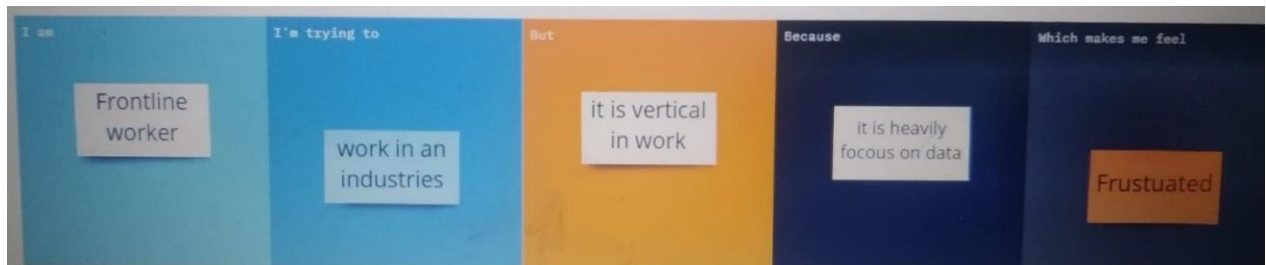 I am
Frontline
worker
I'm trying to
work in an
industries
But
it is vertical
in work
Because
it is heavily
focous on data
Which makes me feel
Frustuated